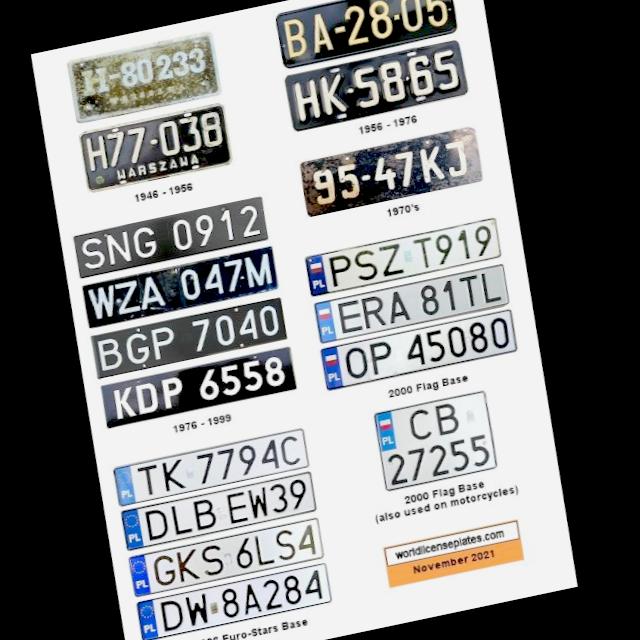 H-80233
H77-038
WARSZAWA
1946 - 1956
SNG 0912
WZA 047M
BGP 7040
KDP 6558
1976 - 1999
PL TK 7794C
PL DLB EW39
PL GKS 6LS4
PL DW 8A284
Euro-Stars Base
BA-28-05
HK-5865
1956 - 1976
95-47KJ
1970's
PL PSZ T919
PL ERA 81TL
PL OP 45080
2000 Flag Base
PL CB
27255
2000 Flag Base
(also used on motorcycles)
worldlicenseplates.com
November 2021